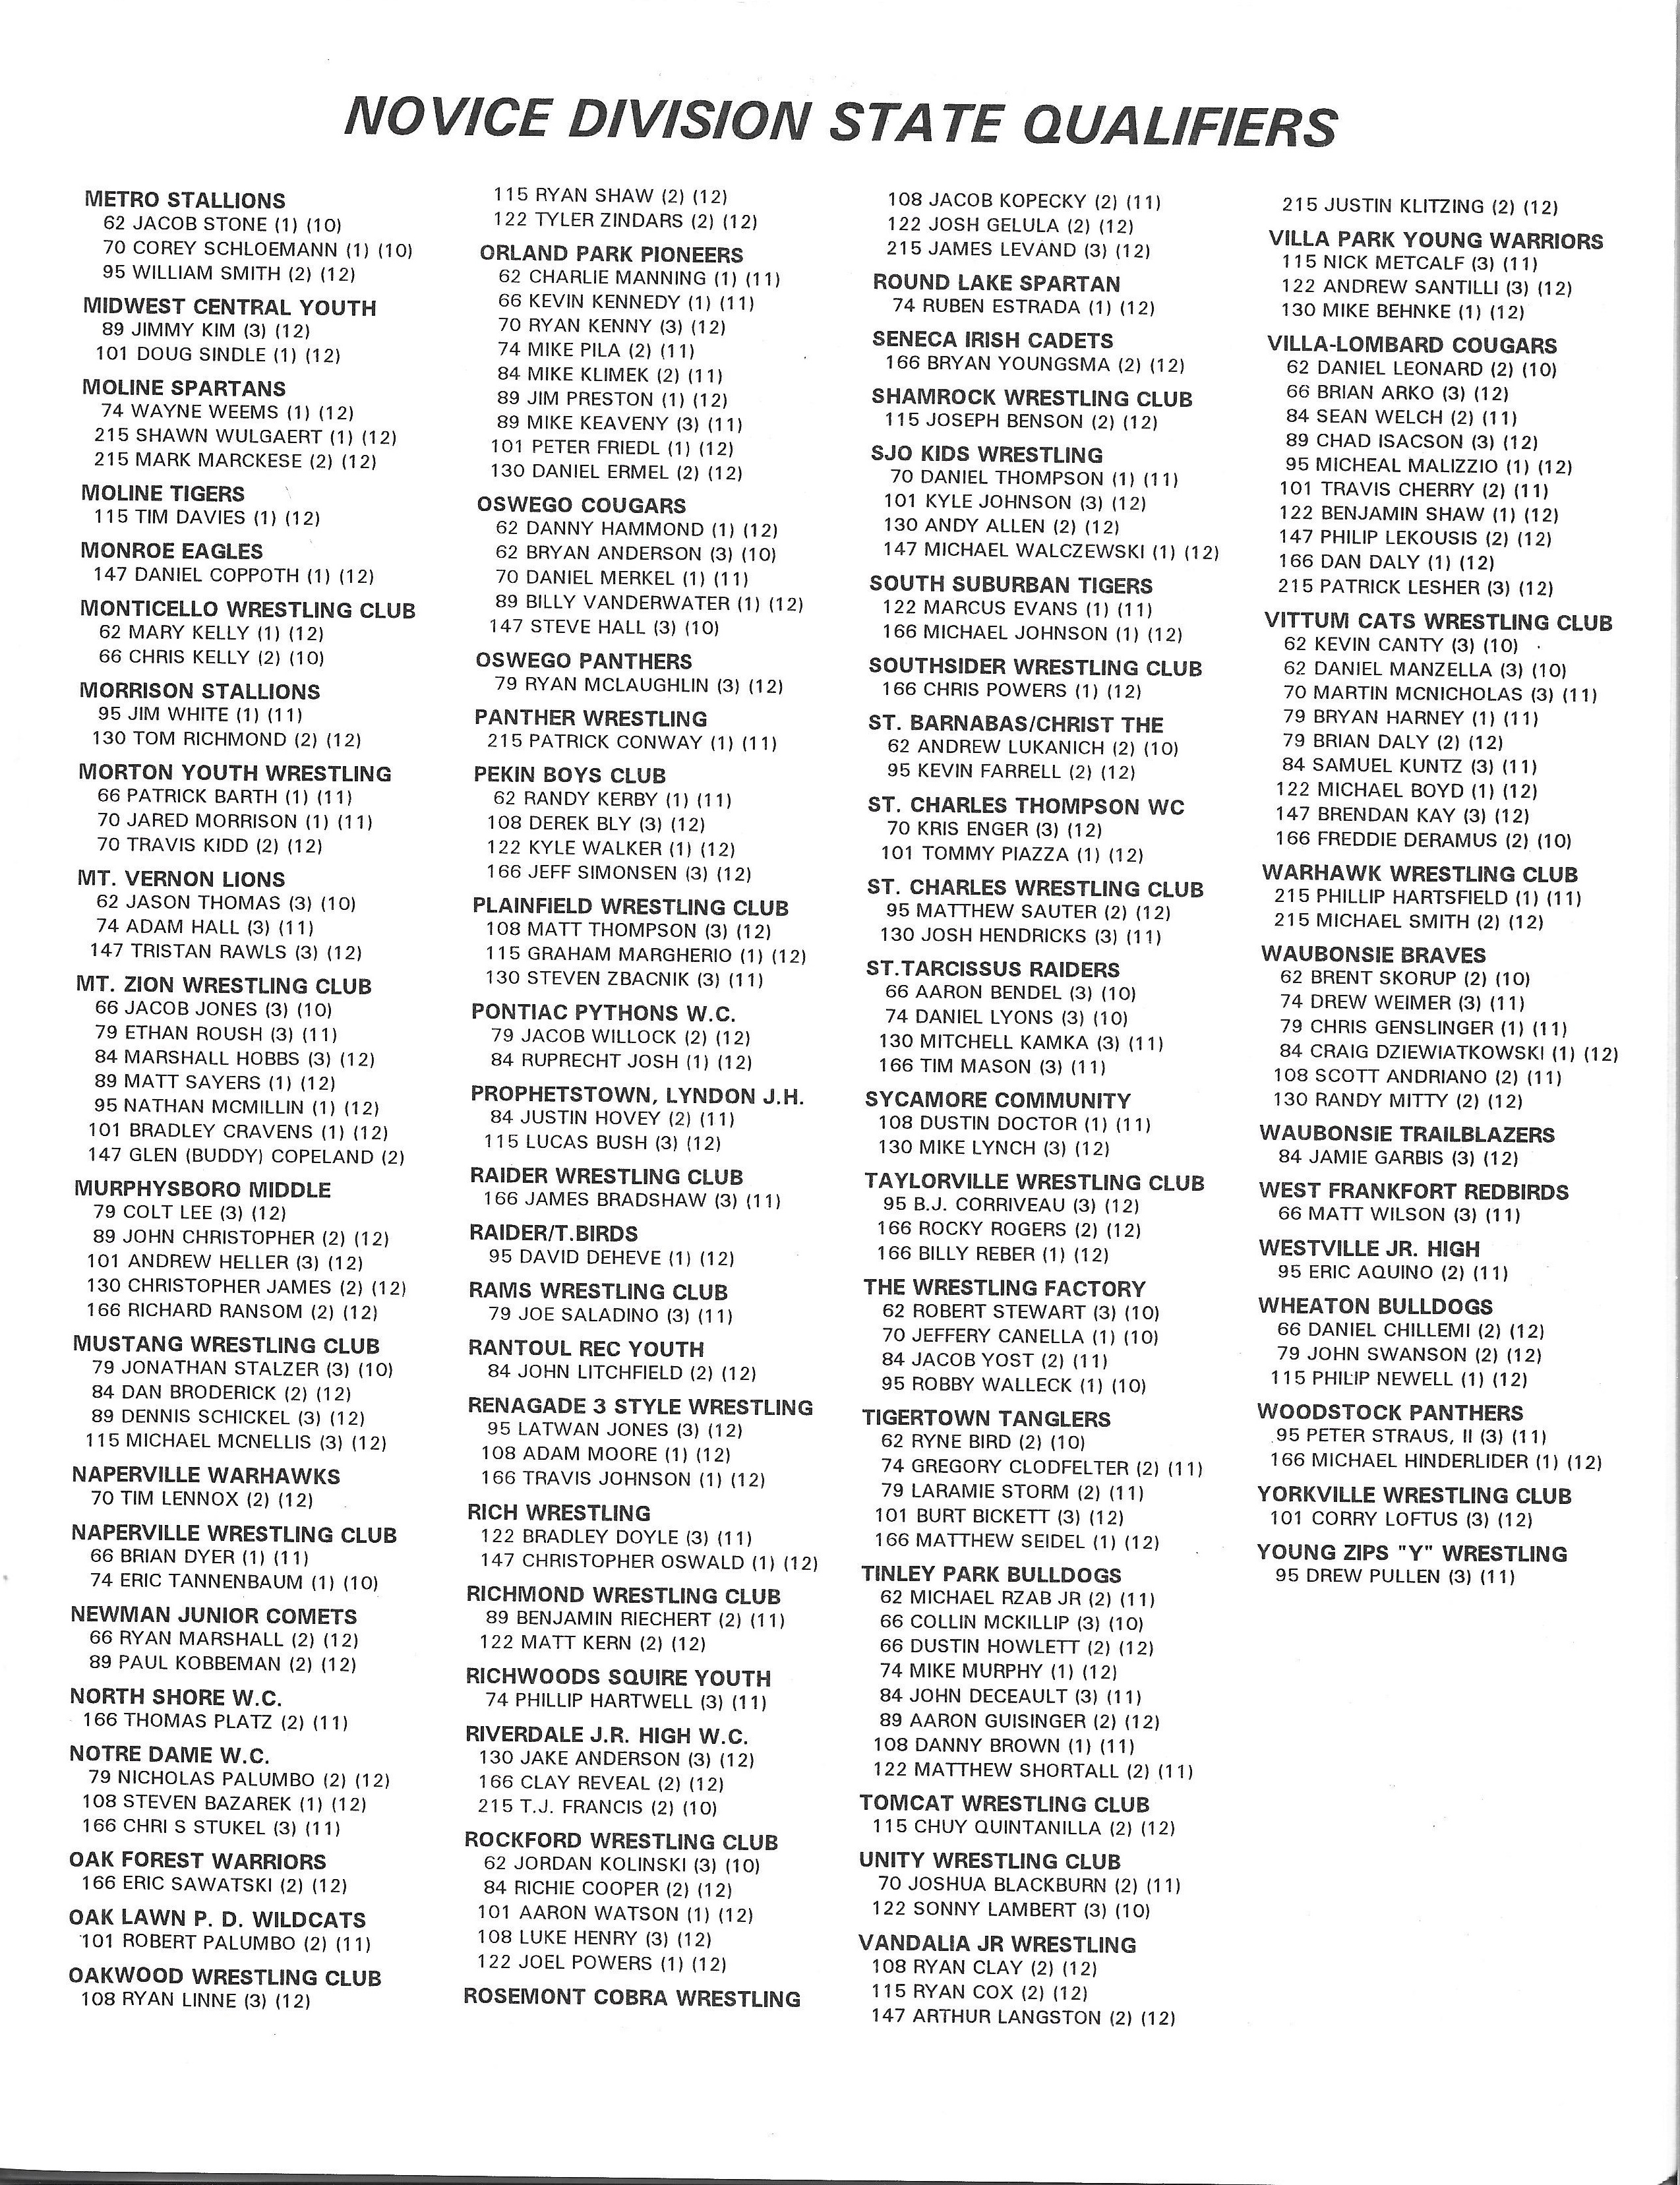 NOVICE DIVISION STATE QUALIFIERS
METRO STALLIONS
62 JACOB STONE (1) (10)
70 COREY SCHLOEMANN (1) (10)
95 WILLIAM SMITH (2) (12)
MIDWEST CENTRAL YOUTH
89 JIMMY KIM (3) (12)
101 DOUG SINDLE (1) (12)
MOLINE SPARTANS
74 WAYNE WEEMS (1) (12)
215 SHAWN WULGAERT (1) (12)
215 MARK MARCKESE (2) (12)
MOLINE TIGERS
115 TIM DAVIES (1) (12)
MONROE EAGLES
147 DANIEL COPPOTH (1) (12)
MONTICELLO WRESTLING CLUB
62 MARY KELLY (1) (12)
66 CHRIS KELLY (2) (10)
MORRISON STALLIONS
95 JIM WHITE (1) (11)
130 TOM RICHMOND (2) (12)
MORTON YOUTH WRESTLING
66 PATRICK BARTH (1) (11)
70 JARED MORRISON (1) (11)
70 TRAVIS KIDD (2) (12)
MT. VERNON LIONS
62 JASON THOMAS (3) (10)
74 ADAM HALL (3) (11)
147 TRISTAN RAWLS (3) (12)
MT. ZION WRESTLING CLUB
66 JACOB JONES (3) (10)
79 ETHAN ROUSH (3) (11)
84 MARSHALL HOBBS (3) (12)
89 MATT SAYERS (1) (12)
95 NATHAN MCMILLIN (1) (12)
101 BRADLEY CRAVENS (1) (12)
147 GLEN (BUDDY) COPELAND (2)
MURPHYSBORO MIDDLE
79 COLT LEE (3) (12)
89 JOHN CHRISTOPHER (2) (12)
101 ANDREW HELLER (3) (12)
130 CHRISTOPHER JAMES (2) (12)
166 RICHARD RANSOM (2) (12)
MUSTANG WRESTLING CLUB
79 JONATHAN STALZER (3) (10)
84 DAN BRODERICK (2) (12)
89 DENNIS SCHICKEL (3) (12)
115 MICHAEL MCNELLIS (3) (12)
NAPERVILLE WARHAWKS
70 TIM LENNOX (2) (12)
NAPERVILLE WRESTLING CLUB
66 BRIAN DYER (1) (11)
74 ERIC TANNENBAUM (1) (10)
NEWMAN JUNIOR COMETS
66 RYAN MARSHALL (2) (12)
89 PAUL KOBBEMAN (2) (12)
NORTH SHORE W.C.
166 THOMAS PLATZ (2) (11)
NOTRE DAME W.C.
79 NICHOLAS PALUMBO (2) (12)
108 STEVEN BAZAREK (1) (12)
166 CHRI S STUKEL (3) (11)
OAK FOREST WARRIORS
166 ERIC SAWATSKI (2) (12)
OAK LAWN P. D. WILDCATS
101 ROBERT PALUMBO (2) (11)
OAKWOOD WRESTLING CLUB
108 RYAN LINNE (3) (12)
115 RYAN SHAW (2) (12)
122 TYLER ZINDARS (2) (12)
ORLAND PARK PIONEERS
62 CHARLIE MANNING (1) (11)
66 KEVIN KENNEDY (1) (11)
70 RYAN KENNY (3) (12)
74 MIKE PILA (2) (11)
84 MIKE KLIMEK (2) (11)
89 JIM PRESTON (1) (12)
89 MIKE KEAVENY (3) (11)
101 PETER FRIEDL (1) (12)
130 DANIEL ERMEL (2) (12)
OSWEGO COUGARS
62 DANNY HAMMOND (1) (12)
62 BRYAN ANDERSON (3) (10)
70 DANIEL MERKEL (1) (11)
89 BILLY VANDERWATER (1) (12)
147 STEVE HALL (3) (10)
OSWEGO PANTHERS
79 RYAN MCLAUGHLIN (3) (12)
PANTHER WRESTLING
215 PATRICK CONWAY (1) (11)
PEKIN BOYS CLUB
62 RANDY KERBY (1) (11)
108 DEREK BLY (3) (12)
122 KYLE WALKER (1) (12)
166 JEFF SIMONSEN (3) (12)
PLAINFIELD WRESTLING CLUB
108 MATT THOMPSON (3) (12)
115 GRAHAM MARGHERIO (1) (12)
130 STEVEN ZBACNIK (3) (11)
PONTIAC PYTHONS W.C.
79 JACOB WILLOCK (2) (12)
84 RUPRECHT JOSH (1) (12)
PROPHETSTOWN, LYNDON J.H.
84 JUSTIN HOVEY (2) (11)
115 LUCAS BUSH (3) (12)
RAIDER WRESTLING CLUB
166 JAMES BRADSHAW (3) (11)
RAIDER/T.BIRDS
95 DAVID DEHEVE (1) (12)
RAMS WRESTLING CLUB
79 JOE SALADINO (3) (11)
RANTOUL REC YOUTH
84 JOHN LITCHFIELD (2) (12)
RENAGADE 3 STYLE WRESTLING
95 LATWAN JONES (3) (12)
108 ADAM MOORE (1) (12)
166 TRAVIS JOHNSON (1) (12)
RICH WRESTLING
122 BRADLEY DOYLE (3) (11)
147 CHRISTOPHER OSWALD (1) (12)
RICHMOND WRESTLING CLUB
89 BENJAMIN RIECHERT (2) (11)
122 MATT KERN (2) (12)
RICHWOODS SQUIRE YOUTH
74 PHILLIP HARTWELL (3) (11)
RIVERDALE J.R. HIGH W.C.
130 JAKE ANDERSON (3) (12)
166 CLAY REVEAL (2) (12)
215 T.J. FRANCIS (2) (10)
ROCKFORD WRESTLING CLUB
62 JORDAN KOLINSKI (3) (10)
84 RICHIE COOPER (2) (12)
101 AARON WATSON (1) (12)
108 LUKE HENRY (3) (12)
122 JOEL POWERS (1) (12)
ROSEMONT COBRA WRESTLING
108 JACOB KOPECKY (2) (11)
122 JOSH GELULA (2) (12)
215 JAMES LEVAND (3) (12)
ROUND LAKE SPARTAN
74 RUBEN ESTRADA (1) (12)
SENECA IRISH CADETS
166 BRYAN YOUNGSMA (2) (12)
SHAMROCK WRESTLING CLUB
115 JOSEPH BENSON (2) (12)
SJO KIDS WRESTLING
70 DANIEL THOMPSON (1) (11)
101 KYLE JOHNSON (3) (12)
130 ANDY ALLEN (2) (12)
147 MICHAEL WALCZEWSKI (1) (12)
SOUTH SUBURBAN TIGERS
122 MARCUS EVANS (1) (11)
166 MICHAEL JOHNSON (1) (12)
SOUTHSIDER WRESTLING CLUB
166 CHRIS POWERS (1) (12)
ST. BARNABAS/CHRIST THE
62 ANDREW LUKANICH (2) (10)
95 KEVIN FARRELL (2) (12)
ST. CHARLES THOMPSON WC
70 KRIS ENGER (3) (12)
101 TOMMY PIAZZA (1) (12)
ST. CHARLES WRESTLING CLUB
95 MATTHEW SAUTER (2) (12)
130 JOSH HENDRICKS (3) (11)
ST.TARCISSUS RAIDERS
66 AARON BENDEL (3) (10)
74 DANIEL LYONS (3) (10)
130 MITCHELL KAMKA (3) (11)
166 TIM MASON (3) (11)
SYCAMORE COMMUNITY
108 DUSTIN DOCTOR (1) (11)
130 MIKE LYNCH (3) (12)
TAYLORVILLE WRESTLING CLUB
95 B.J. CORRIVEAU (3) (12)
166 ROCKY ROGERS (2) (12)
166 BILLY REBER (1) (12)
THE WRESTLING FACTORY
62 ROBERT STEWART (3) (10)
70 JEFFERY CANELLA (1) (10)
84 JACOB YOST (2) (11)
95 ROBBY WALLECK (1) (10)
TIGERTOWN TANGLERS
62 RYNE BIRD (2) (10)
74 GREGORY CLODFELTER (2) (11)
79 LARAMIE STORM (2) (11)
101 BURT BICKETT (3) (12)
166 MATTHEW SEIDEL (1) (12)
TINLEY PARK BULLDOGS
62 MICHAEL RZAB JR (2) (11)
66 COLLIN MCKILLIP (3) (10)
66 DUSTIN HOWLETT (2) (12)
74 MIKE MURPHY (1) (12)
84 JOHN DECEAULT (3) (11)
89 AARON GUISINGER (2) (12)
108 DANNY BROWN (1) (11)
122 MATTHEW SHORTALL (2) (11)
TOMCAT WRESTLING CLUB
115 CHUY QUINTANILLA (2) (12)
UNITY WRESTLING CLUB
70 JOSHUA BLACKBURN (2) (11)
122 SONNY LAMBERT (3) (10)
VANDALIA JR WRESTLING
108 RYAN CLAY (2) (12)
115 RYAN COX (2) (12)
147 ARTHUR LANGSTON (2) (12)
215 JUSTIN KLITZING (2) (12)
VILLA PARK YOUNG WARRIORS
115 NICK METCALF (3) (11)
122 ANDREW SANTILLI (3) (12)
130 MIKE BEHNKE (1) (12)
VILLA-LOMBARD COUGARS
62 DANIEL LEONARD (2) (10)
66 BRIAN ARKO (3) (12)
84 SEAN WELCH (2) (11)
89 CHAD ISACSON (3) (12)
95 MICHEAL MALIZZIO (1) (12)
101 TRAVIS CHERRY (2) (11)
122 BENJAMIN SHAW (1) (12)
147 PHILIP LEKOUSIS (2) (12)
166 DAN DALY (1) (12)
215 PATRICK LESHER (3) (12)
VITTUM CATS WRESTLING CLUB
62 KEVIN CANTY (3) (10)
62 DANIEL MANZELLA (3) (10)
70 MARTIN MCNICHOLAS (3) (11)
79 BRYAN HARNEY (1) (11)
79 BRIAN DALY (2) (12)
84 SAMUEL KUNTZ (3) (11)
122 MICHAEL BOYD (1) (12)
147 BRENDAN KAY (3) (12)
166 FREDDIE DERAMUS (2) (10)
WARHAWK WRESTLING CLUB
215 PHILLIP HARTSFIELD (1) (11)
215 MICHAEL SMITH (2) (12)
WAUBONSIE BRAVES
62 BRENT SKORUP (2) (10)
74 DREW WEIMER (3) (11)
79 CHRIS GENSLINGER (1) (11)
84 CRAIG DZIEWIATKOWSKI (1) (12)
108 SCOTT ANDRIANO (2) (11)
130 RANDY MITTY (2) (12)
WAUBONSIE TRAILBLAZERS
84 JAMIE GARBIS (3) (12)
WEST FRANKFORT REDBIRDS
66 MATT WILSON (3) (11)
WESTVILLE JR. HIGH
95 ERIC AQUINO (2) (11)
WHEATON BULLDOGS
66 DANIEL CHILLEMI (2) (12)
79 JOHN SWANSON (2) (12)
115 PHILIP NEWELL (1) (12)
WOODSTOCK PANTHERS
95 PETER STRAUS, II (3) (11)
166 MICHAEL HINDERLIDER (1) (12)
YORKVILLE WRESTLING CLUB
101 CORRY LOFTUS (3) (12)
YOUNG ZIPS "Y" WRESTLING
95 DREW PULLEN (3) (11)